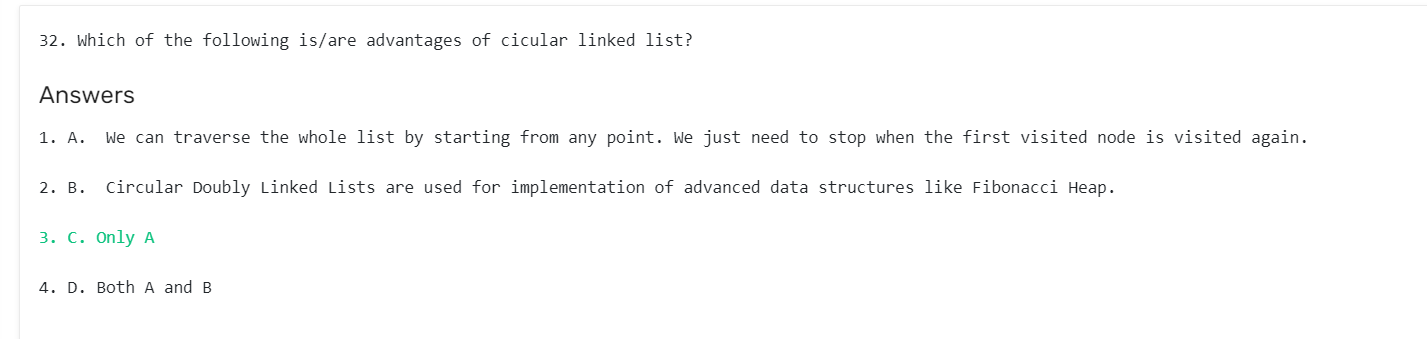 32. Which of the following is/are advantages of cicular linked list?
Answers
1. A.  We can traverse the whole list by starting from any point. We just need to stop when the first visited node is visited again.
2. B.  Circular Doubly Linked Lists are used for implementation of advanced data structures like Fibonacci Heap.
3. C. Only A
4. D. Both A and B